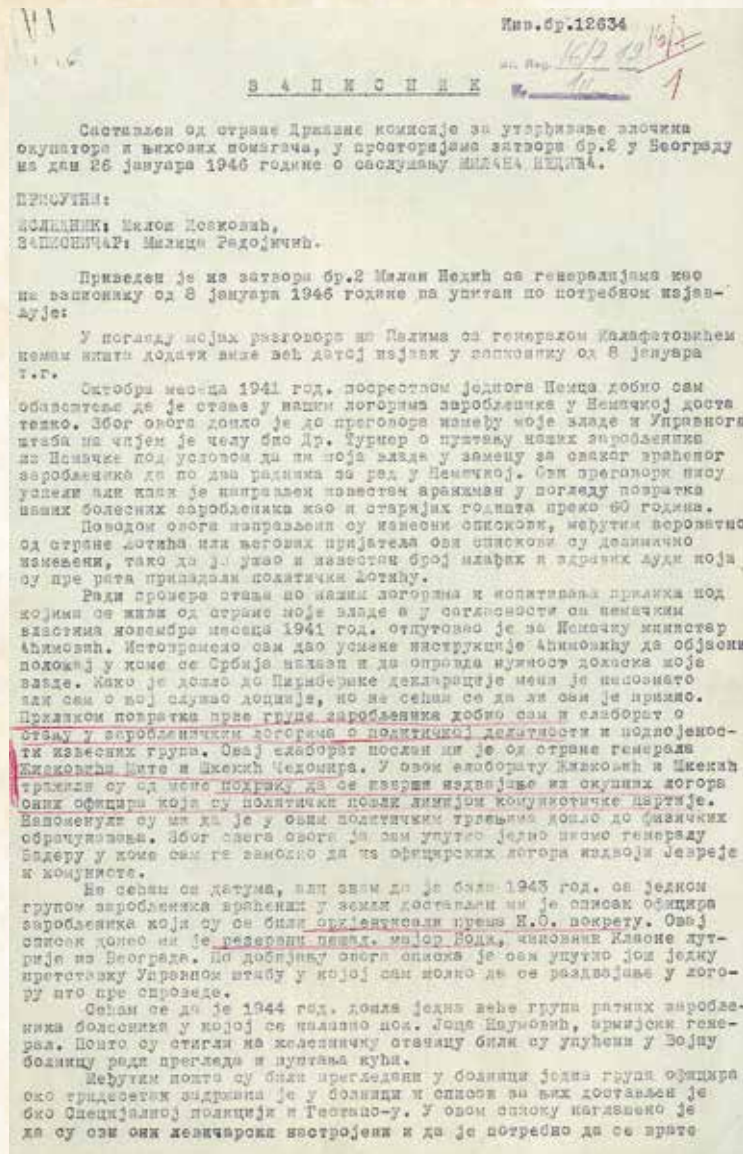 Инв.бр.12634
16/7
1
З А П И С Н И К
Састављен од стране Државне комисије за утврђивање злочина
окупатора и њихових помагача, у просторијама затвора бр.2 у Београду
на дан 26 јануара 1946 године о саслушању МИЛАНА НЕДИЋА.
ПРИСУТНИ:
ИСЛЕДНИК: Милош
ЗАПИСНИЧАР: Милица Радојичић.
Приведен је из затвора бр.2 Милан Недић са генералијама као
на записнику од 8 јануара 1946 године па упитан по потребном изјав-
љује:
У погледу мојих разговора на Палима са генералом Калафатовићем
немам ништа додати више већ датој изјави у записнику од 8 јануара
т.г.
Октобра месеца 1941 год. посреством једнога Немца добио сам
обавештење да је стање у нашим логорима заробљеника у Немачкој доста
тешко. Због овога дошло је до преговора између моје владе и Управног
штаба на чијем је челу био Др. Турнер о пуштању наших заробљеника
из Немачке под условом да ми моја влада у замену за сваког враћеног
заробљеника да по два радника за рад у Немачкој. Ови преговори нису
успели али ипак је направљен известан аранжман у погледу повратка
наших болесних заробљеника као и старијих годишта преко 60 година.
Поводом овога направљени су извесни спискови, међутим вероватно
од стране Љотића или његових пријатеља ови спискови су делимично
измењени, тако да је ушао и известан број млађих и здравих људи који
су пре рата припадали политички Љотићу.
Ради провере стања по нашим логорима и испитивања прилика под
којима се живи од стране моје владе а у сагласности са немачким
властима новембра месеца 1941 год. отпутовао је за Немачку министар
Аћимовић. Истовремено сам дао усмене инструкције Аћимовићу да објасни
положај у коме се Србија налази и да оправда нужност доласка моје
владе. Како је дошло до декларације мени је непознато
али сам о њој слушао доцније, но не сећам се да ли сам је примио.
Приликом повратка прве групе заробљеника добио сам и елаборат о
стању у заробљеничким логорама о политичкој делатности и подвојенос-
ти извесних група. Овај елаборат послан ми је од стране генерала
Живковића Мите и Шкекић Чедомира. У овом елаборату Живковић и Шкекић
тражили су од мене подршку да се изврши издвајање из скупних логора
оних официра који су политички пошли линијом комунистичке партије.
Напоменули су ми да је у овим политичким трвењима дошло до физичких
обрачунавања. Због свега овога ја сам упутио једно писмо генералу
Бадеру у коме сам га замолио да из официрских логора издвоји Јевреје
и комунисте.
Не сећам се датума, али знам да је била 1943 год. са једном
групом заробљеника враћених у земљи достављен ми је списак официра
заробљеника који су се били оријентисали према Н.О. покрету. Овај
списак донео ми је резервни пешад. мајор чиновник Класне лут-
рије из Београда. По добијању овога списка ја сам упутио још једну
претставку Управном штабу у којој сам молио да се раздвајање у лого-
ру што пре спроведе.
Сећам се да је 1944 год. дошла једна већа група ратних заробље-
ника болесника у којој се налазио пок. Јоца Наумовић, армијски гене-
рал. Пошто су стигли на железничку станицу били су упућени у Војну
болницу ради прегледа и пуштања кући.
Међутим пошто су били прегледани у болници једна група официра
око тридесетак задржана је у болници и списак за њих достављен је
био Специјалној полицији и Гестапо-у. У овом списку наглашено је
да су сви они левичарски настројени и да је потребно да се врате